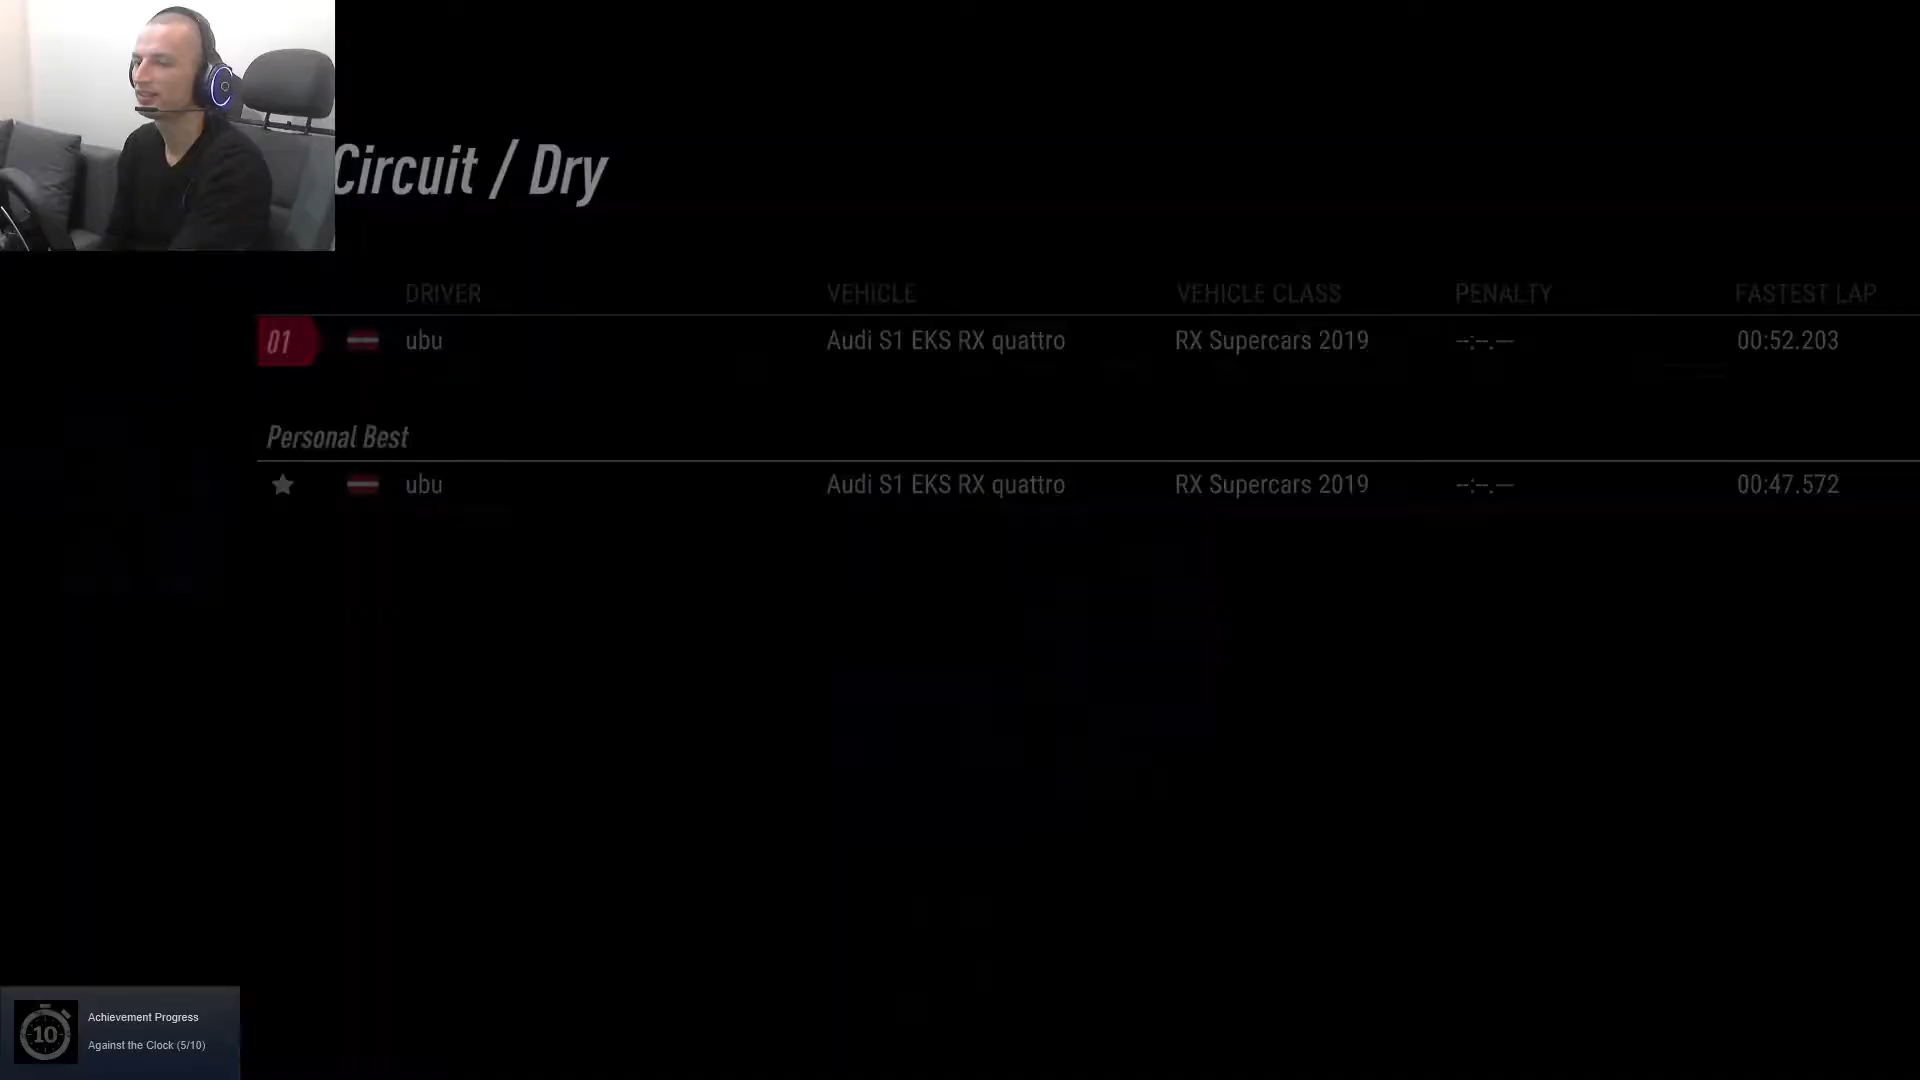 Circuit / Dry
DRIVER VEHICLE VEHICLE CLASS PENALTY FASTEST LAP
01 ubu Audi S1 EKS RX quattro RX Supercars 2019 --:--.--- 00:52.203
Personal Best
ubu Audi S1 EKS RX quattro RX Supercars 2019 --:--.--- 00:47.572
10
Achievement Progress
Against the Clock (5/10)